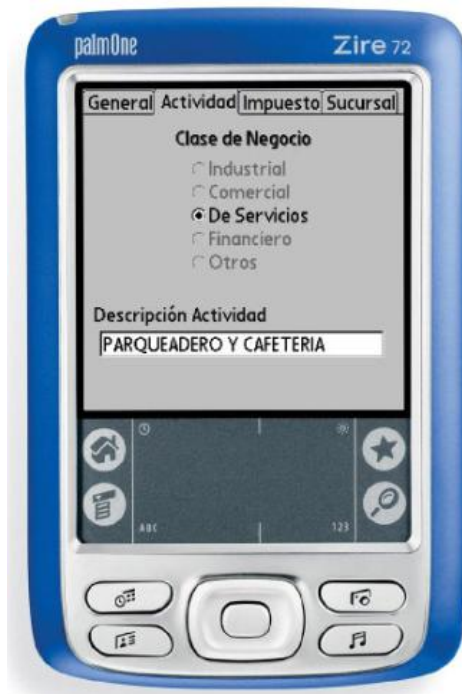 palmOne Zire 72
General Actividad Impuesto Sucursal
Clase de Negocio
Industrial
Comercial
De Servicios
Financiero
Otros
Descripción Actividad
PARQUEADERO Y CAFETERIA
ABC 123